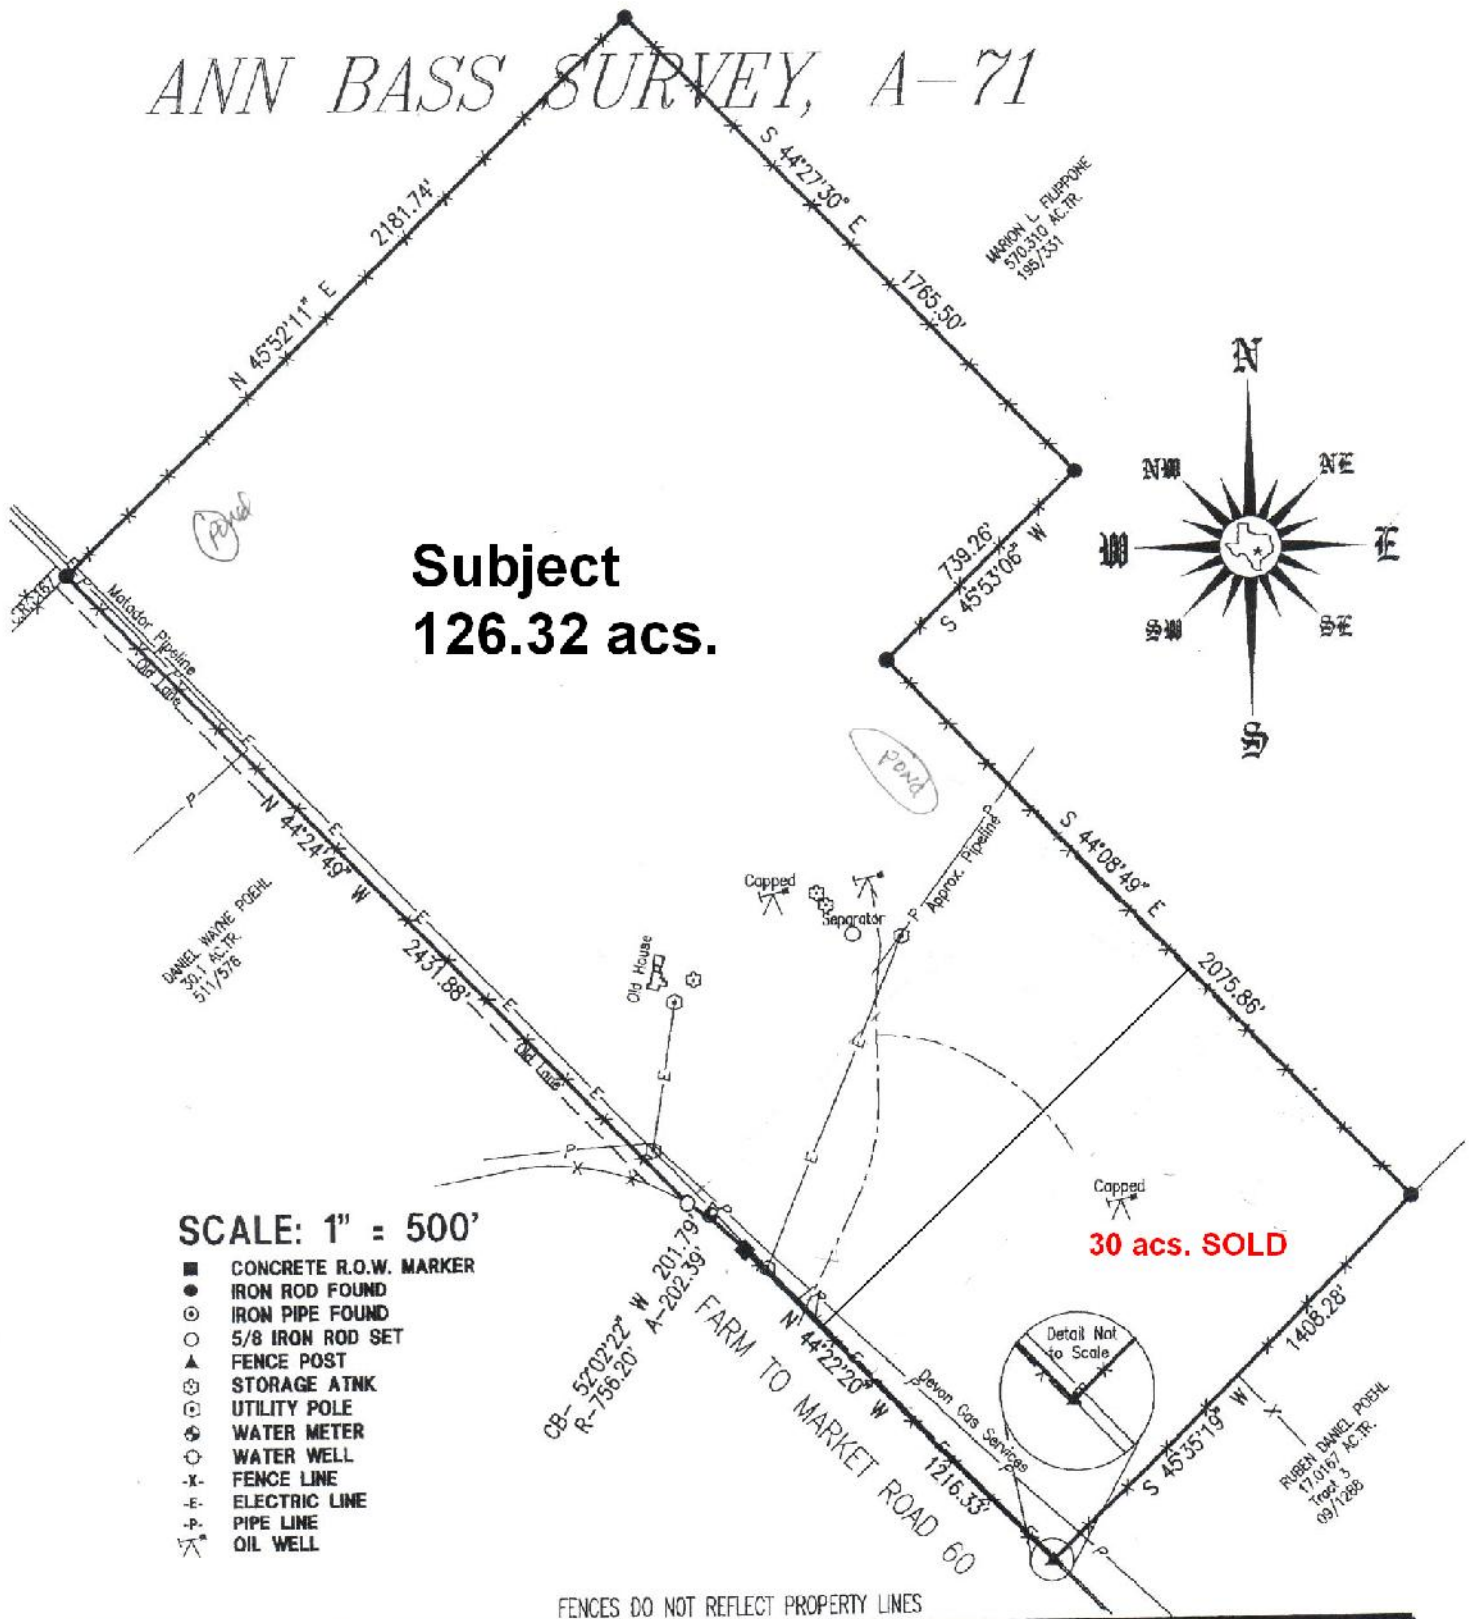 ANN BASS SURVEY, A-71
S 44°27'30" E
1765.50'
MARION L. FILIPPONE
570.310 AC.TR.
195/331
2181.74'
N 45°52'11" E
N
NW
NE
W
E
SW
SE
S
pond
Subject
126.32 acs.
739.26'
S 45°53'06" W
Matador Pipeline
Old Lane
P
E
N 44°24'49" W
2431.88'
DANIEL WAYNE POEHL
30.1 AC.TR.
511/576
pond
S 44°08'49" E
2075.86'
Approx. Pipeline
P
Capped
Separator
Old House
E
E
E
E
E
E
E
Old Lane
P
X
P
Capped
30 acs. SOLD
CB- 52°02'22" W 201.79'
R-756.20' A-202.39'
FARM TO MARKET ROAD 60
N 44°22'20" W
1216.33'
Devon Gas Services
Detail Not
to Scale
1408.28'
S 45°35'19" W
X
P
RUBEN DANIEL POEHL
17.0167 AC.TR.
Tract 3
09/1288
SCALE: 1" = 500'
CONCRETE R.O.W. MARKER
IRON ROD FOUND
IRON PIPE FOUND
5/8 IRON ROD SET
FENCE POST
STORAGE ATNK
UTILITY POLE
WATER METER
WATER WELL
-X- FENCE LINE
-E- ELECTRIC LINE
-P- PIPE LINE
OIL WELL
FENCES DO NOT REFLECT PROPERTY LINES